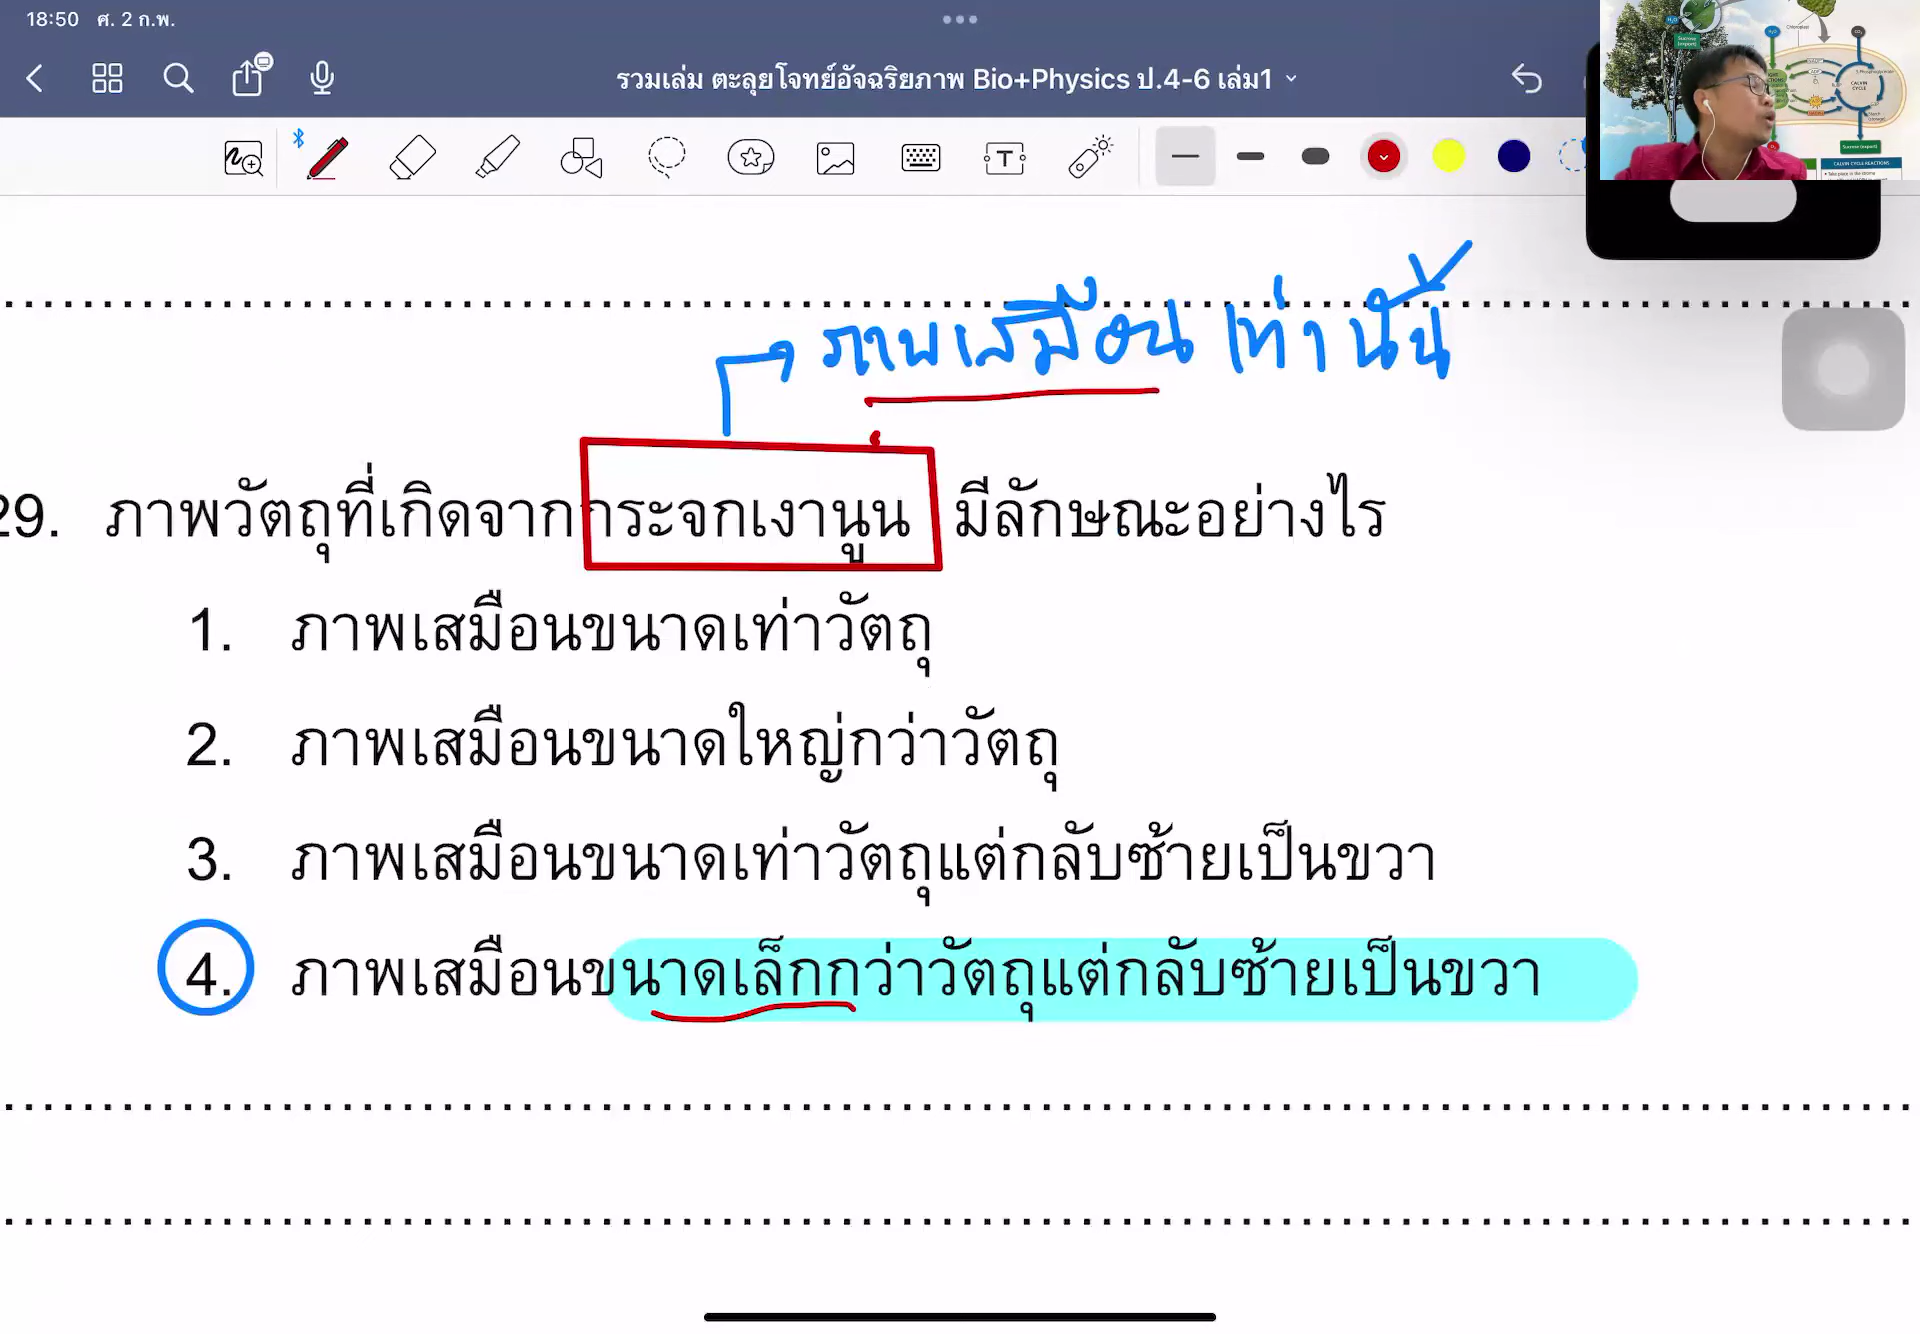 18:50 ศ. 2 ก.พ.
รวมเล่ม ตะลุยโจทย์อัจฉริยภาพ Bio+Physics ป.4-6 เล่ม1
ภาพเสมือน เท่านั้น
29. ภาพวัตถุที่เกิดจากกระจกเงานูน มีลักษณะอย่างไร
1. ภาพเสมือนขนาดเท่าวัตถุ
2. ภาพเสมือนขนาดใหญ่กว่าวัตถุ
3. ภาพเสมือนขนาดเท่าวัตถุแต่กลับซ้ายเป็นขวา
4. ภาพเสมือนขนาดเล็กกว่าวัตถุแต่กลับซ้ายเป็นขวา